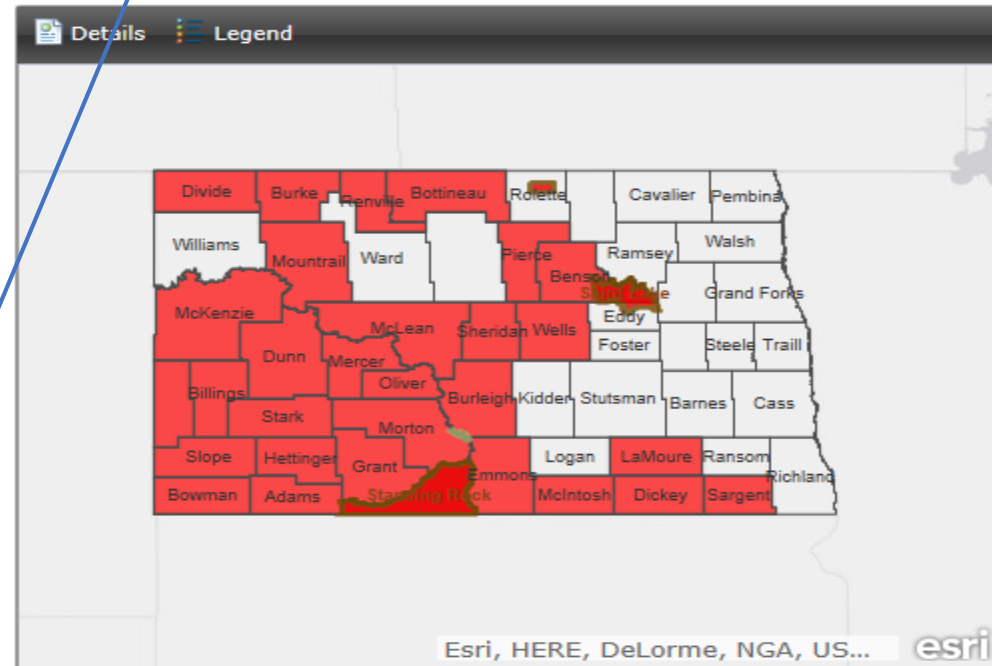 Details Legend
Divide Burke Renville Bottineau Rolette Cavalier Pembina
Williams Mountrail Ward Pierce Benson Ramsey Walsh
McKenzie McLean Sheridan Wells Spirit Lake Eddy Grand Forks
Dunn Mercer Foster Steele Traill
Billings Oliver Burleigh Kidder Stutsman Barnes Cass
Stark Morton
Slope Hettinger Grant Emmons Logan LaMoure Ransom Richland
Bowman Adams Standing Rock McIntosh Dickey Sargent
Esri, HERE, DeLorme, NGA, US... esri